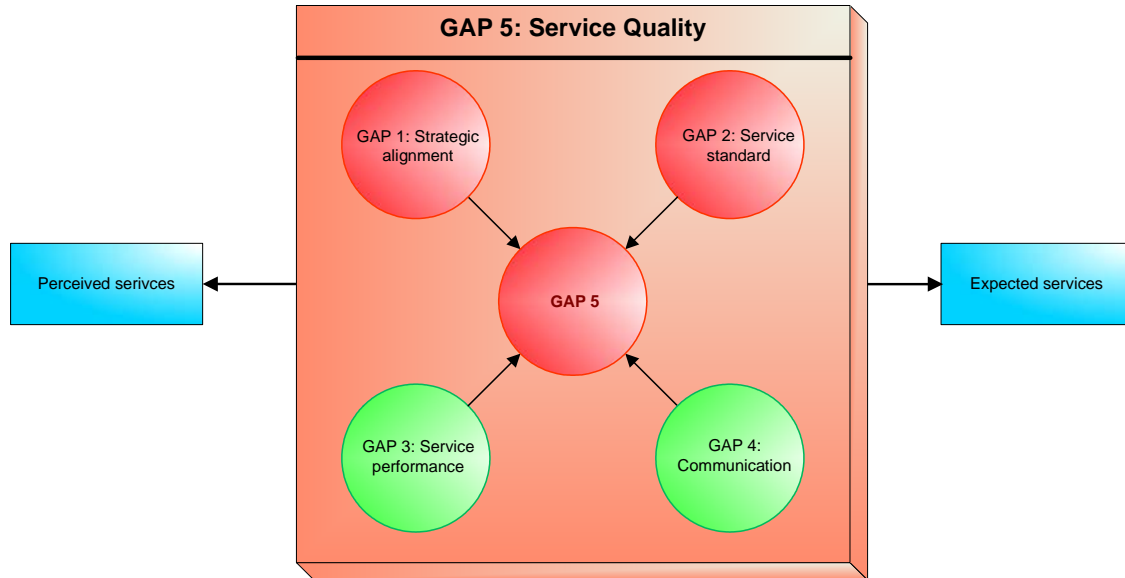 GAP 5: Service Quality
GAP 1: Strategic
alignment
GAP 2: Service
standard
Perceived serivces
GAP 5
Expected services
GAP 3: Service
performance
GAP 4:
Communication